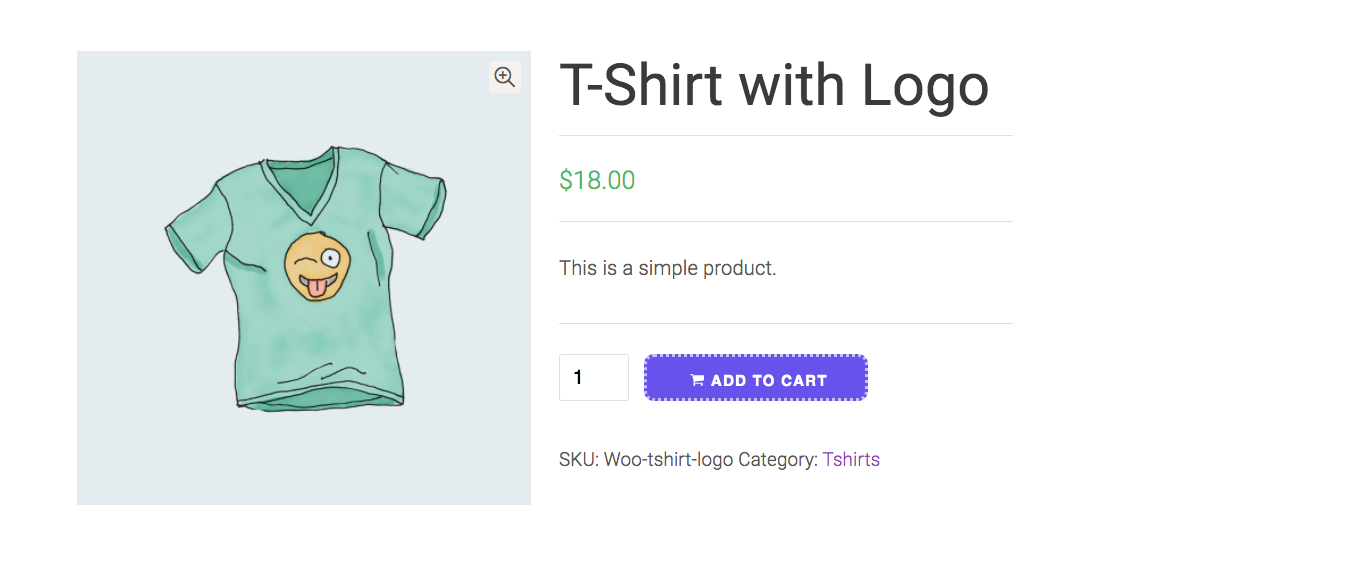 T-Shirt with Logo
$18.00
This is a simple product.
1
ADD TO CART
SKU: Woo-tshirt-logo Category: Tshirts